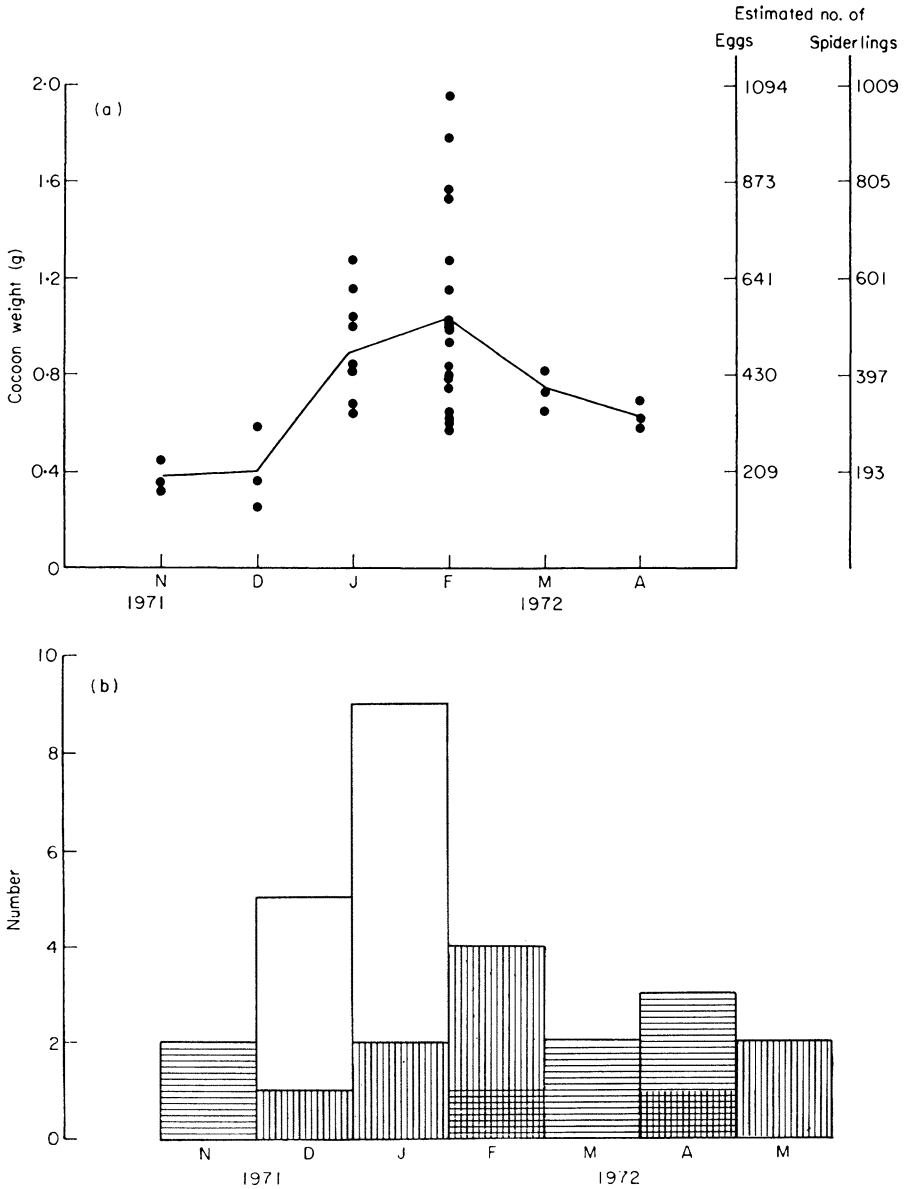 Estimated no. of
Eggs Spiderlings
(a)
Cocoon weight (g)
2·0
1·6
1·2
0·8
0·4
0
1094 1009
873 805
641 601
430 397
209 193
N D J F M A
1971 1972
(b)
Number
10
8
6
4
2
0
N D J F M A M
1971 1972